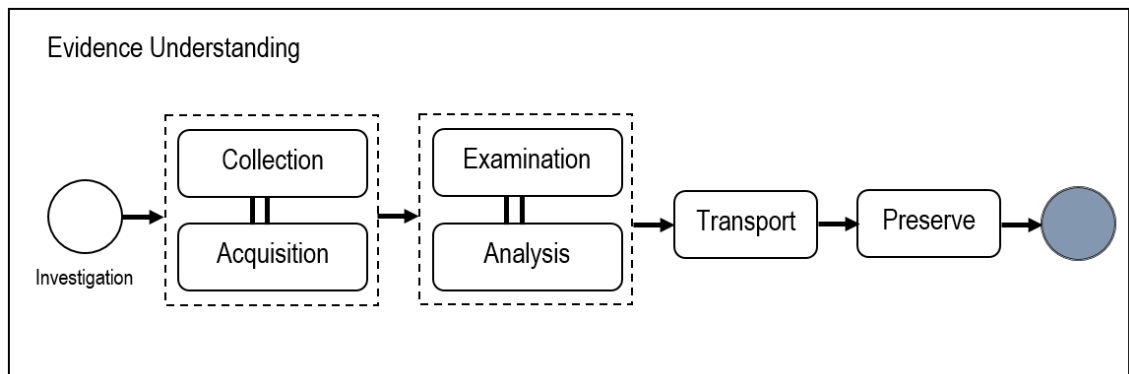 Evidence Understanding
Collection
Acquisition
Examination
Analysis
Transport
Preserve
Investigation